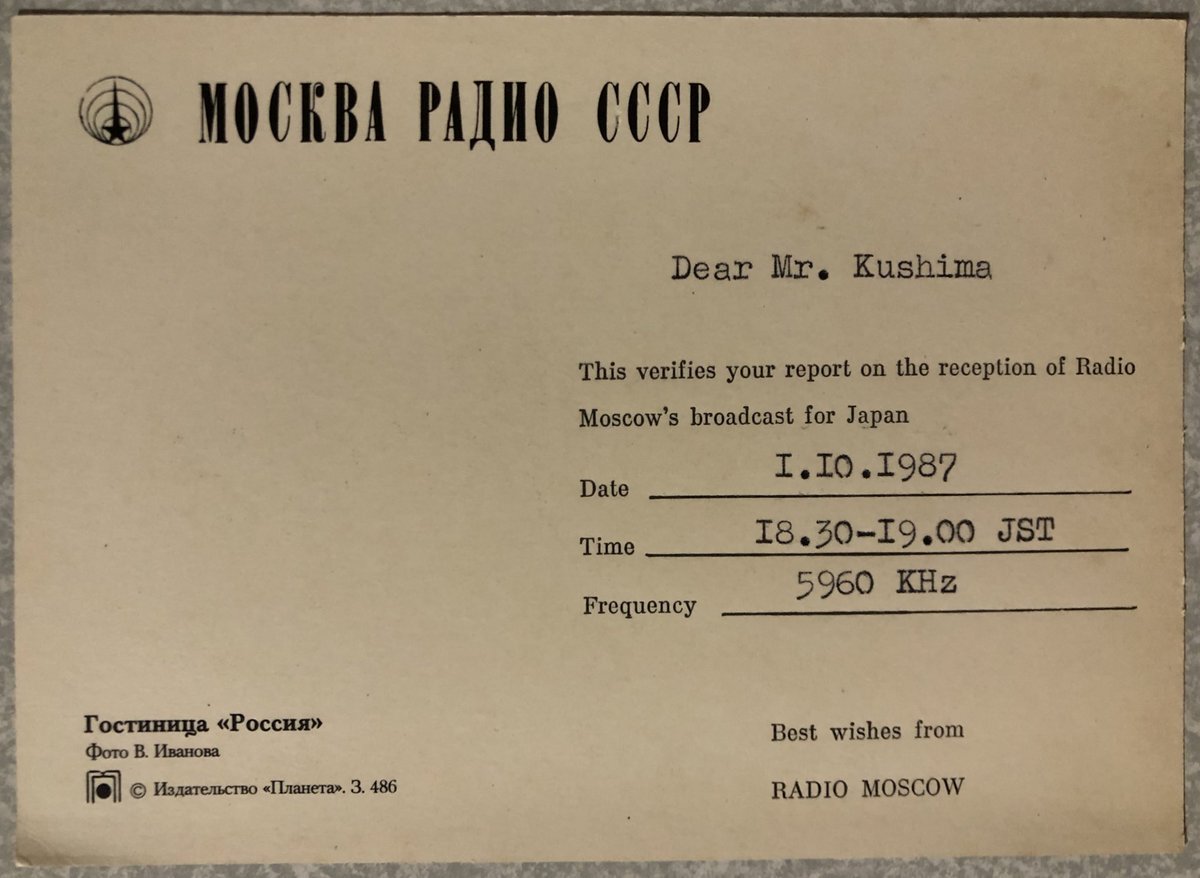 МОСКВА РАДИО СССР
Dear Mr. Kushima
This verifies your report on the reception of Radio
Moscow's broadcast for Japan
Date I.IO.I987
Time I8.30-I9.00 JST
Frequency 5960 KHz
Гостиница «Россия»
Фото В. Иванова
© Издательство «Планета». З. 486
Best wishes from
RADIO MOSCOW